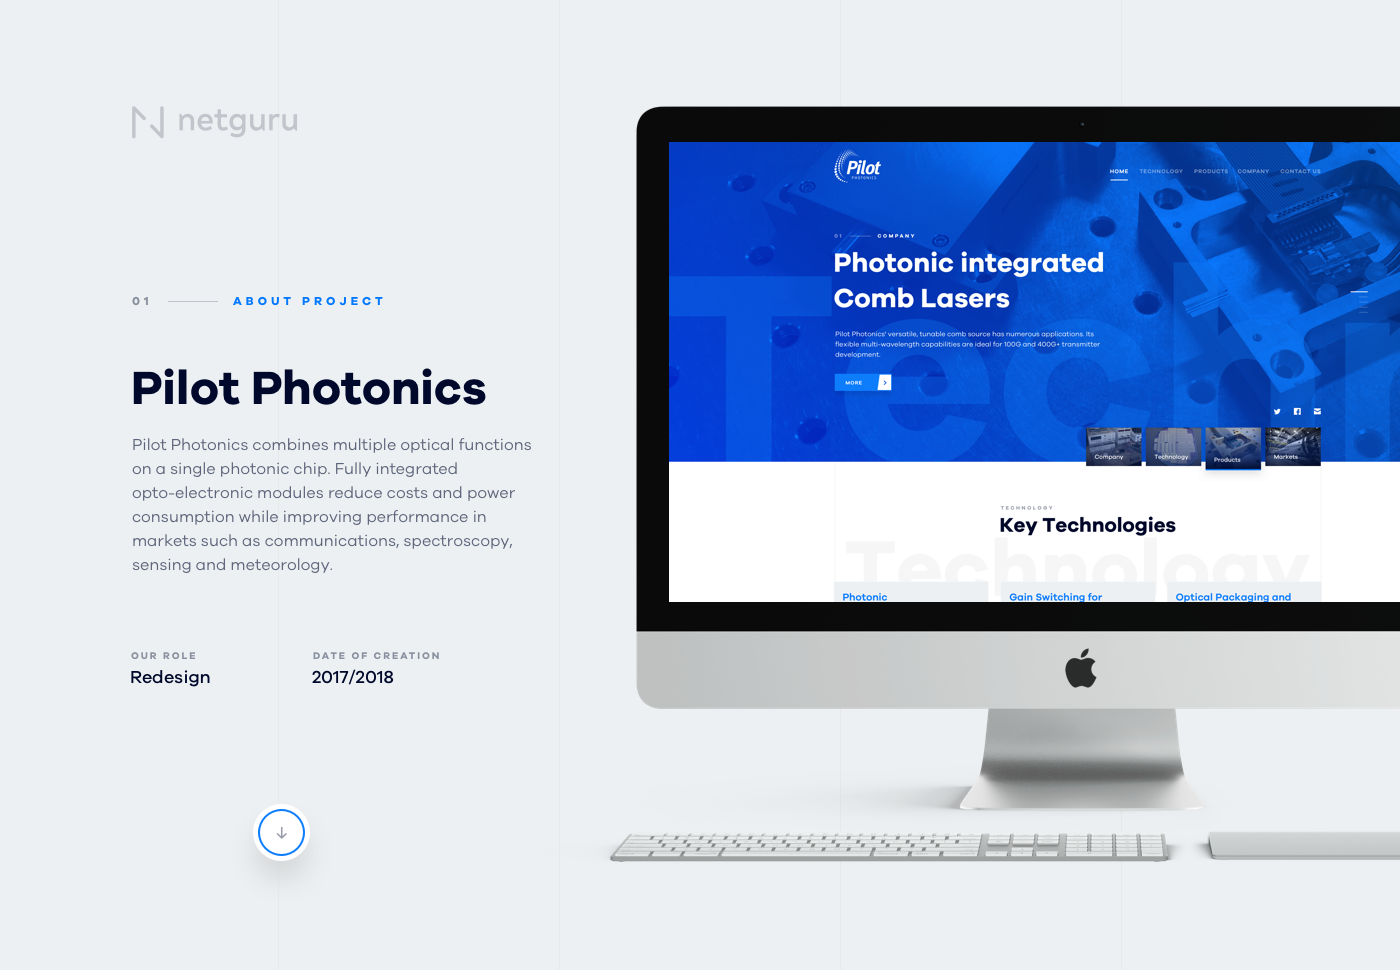 netguru
01 ABOUT PROJECT
Pilot Photonics
Pilot Photonics combines multiple optical functions
on a single photonic chip. Fully integrated
opto-electronic modules reduce costs and power
consumption while improving performance in
markets such as communications, spectroscopy,
sensing and meteorology.
OUR ROLE
Redesign
DATE OF CREATION
2017/2018
Pilot
PHOTONICS
HOME TECHNOLOGY PRODUCTS COMPANY CONTACT US
01 COMPANY
Photonic integrated
Comb Lasers
Pilot Photonics' versatile, tunable comb source has numerous applications. Its
flexible multi-wavelength capabilities are ideal for 100G and 400G+ transmitter
development.
MORE
Techn
Company Technology Products Markets
TECHNOLOGY
Key Technologies
Technology
Photonic
Gain Switching for
Optical Packaging and